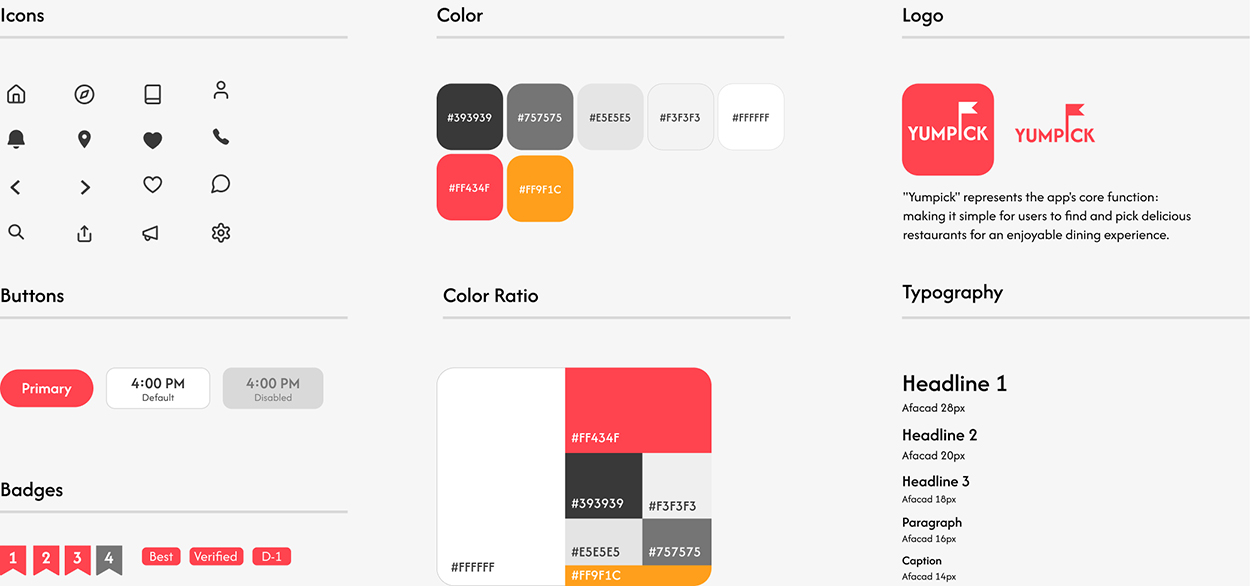 Icons
Buttons
Primary
4:00 PM
Default
4:00 PM
Disabled
Badges
1 2 3 4 Best Verified D-1
Color
#393939 #757575 #E5E5E5 #F3F3F3 #FFFFFF
#FF434F #FF9F1C
Color Ratio
#FF434F
#393939 #F3F3F3
#E5E5E5 #757575
#FFFFFF #FF9F1C
Logo
YUMPICK YUMPICK
"Yumpick" represents the app's core function:
making it simple for users to find and pick delicious
restaurants for an enjoyable dining experience.
Typography
Headline 1
Afacad 28px
Headline 2
Afacad 20px
Headline 3
Afacad 18px
Paragraph
Afacad 16px
Caption
Afacad 14px